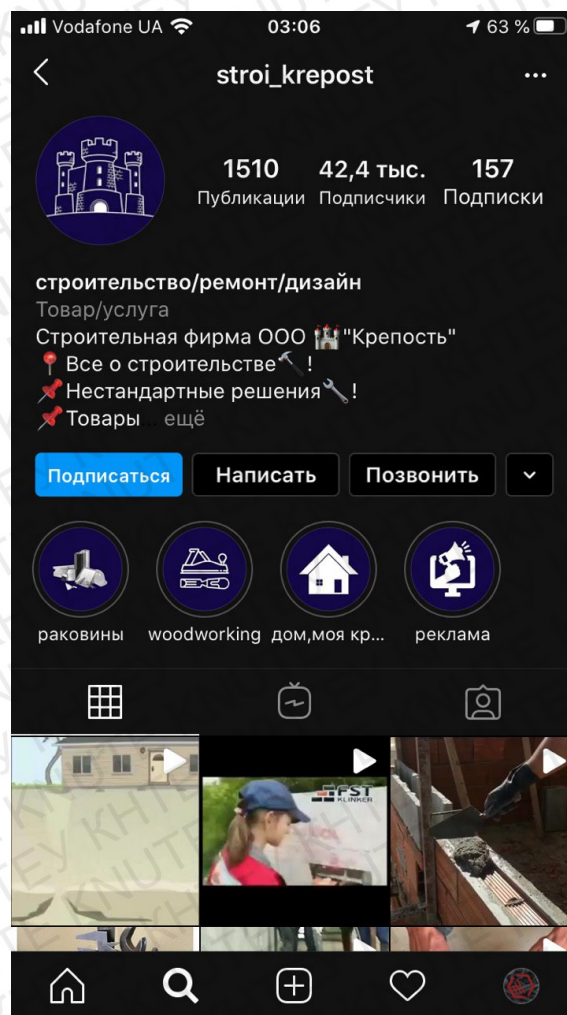 Vodafone UA 03:06 63 %
stroi_krepost
1510 42,4 тыс. 157
Публикации Подписчики Подписки
строительство/ремонт/дизайн
Товар/услуга
Строительная фирма ООО 🏰"Крепость"
📍Все о строительстве🔨!
📌Нестандартные решения🔧!
📌Товары... ещё
Подписаться Написать Позвонить
раковины woodworking дом,моя кр... реклама
FST
KLINKER